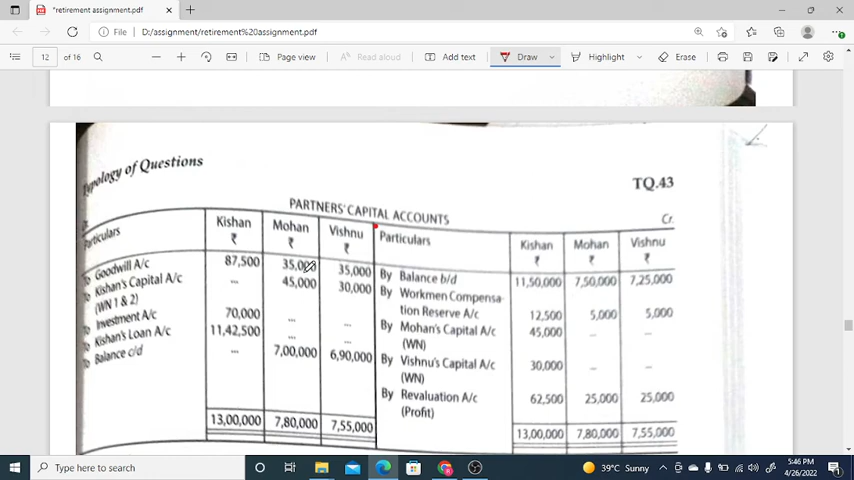 *retirement assignment.pdf
File D:/assignment/retirement%20assignment.pdf
12 of 16 Page view Read aloud Add text Draw Highlight Erase
Typology of Questions
TQ.43
PARTNERS' CAPITAL ACCOUNTS
Cr.
Particulars Kishan Mohan Vishnu Particulars Kishan Mohan Vishnu
₹ ₹ ₹ ₹ ₹ ₹
To Goodwill A/c 87,500 35,000 35,000 By Balance b/d 11,50,000 7,50,000 7,25,000
To Kishan's Capital A/c ... 45,000 30,000 By Workmen Compensa-
(WN 1 & 2) tion Reserve A/c 12,500 5,000 5,000
To Investment A/c 70,000 ... ... By Mohan's Capital A/c 45,000 – –
To Kishan's Loan A/c 11,42,500 ... ... (WN)
To Balance c/d ... 7,00,000 6,90,000 By Vishnu's Capital A/c 30,000 – –
(WN)
By Revaluation A/c 62,500 25,000 25,000
(Profit)
13,00,000 7,80,000 7,55,000 13,00,000 7,80,000 7,55,000
Type here to search
39°C Sunny
5:46 PM
4/26/2022